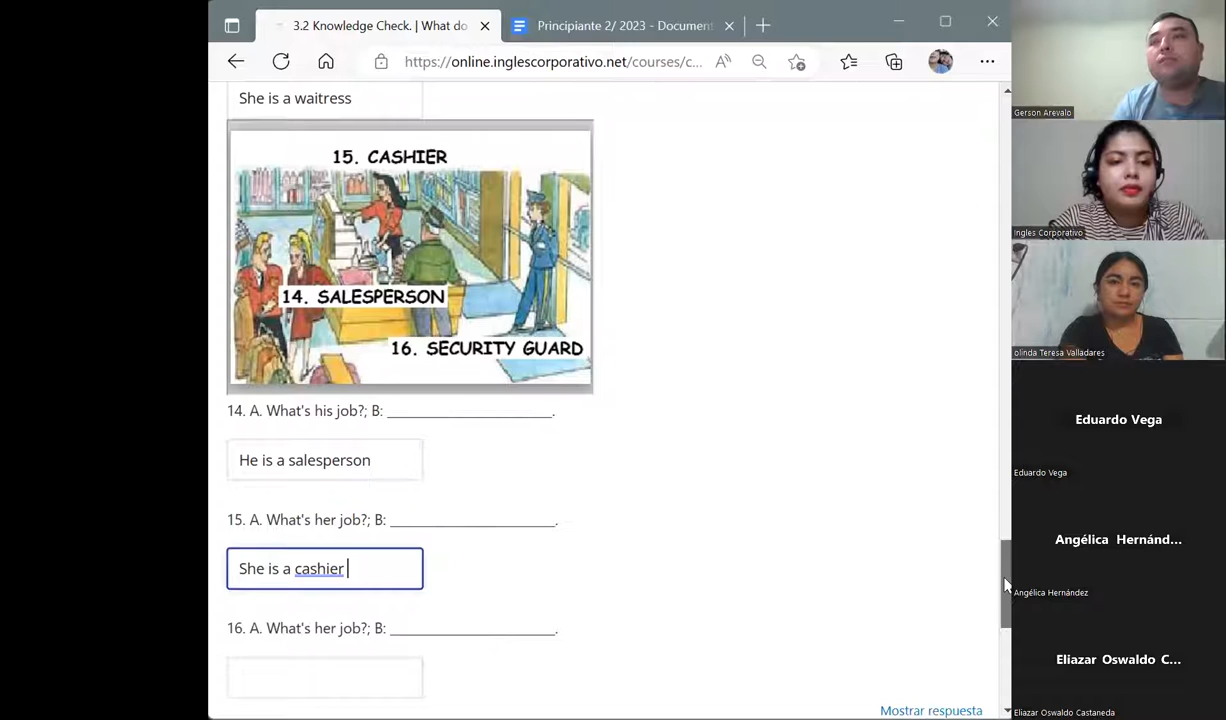 3.2 Knowledge Check. | What do
Principiante 2/ 2023 - Document
https://online.inglescorporativo.net/courses/c...
She is a waitress
15. CASHIER
14. SALESPERSON
16. SECURITY GUARD
14. A. What's his job?; B: ____________________.
He is a salesperson
15. A. What's her job?; B: ____________________.
She is a cashier
16. A. What's her job?; B: ____________________.
Mostrar respuesta
Gerson Arevalo
Ingles Corporativo
olinda Teresa Valladares
Eduardo Vega
Eduardo Vega
Angélica Hernánd...
Angélica Hernández
Eliazar Oswaldo C...
Eliazar Oswaldo Castaneda